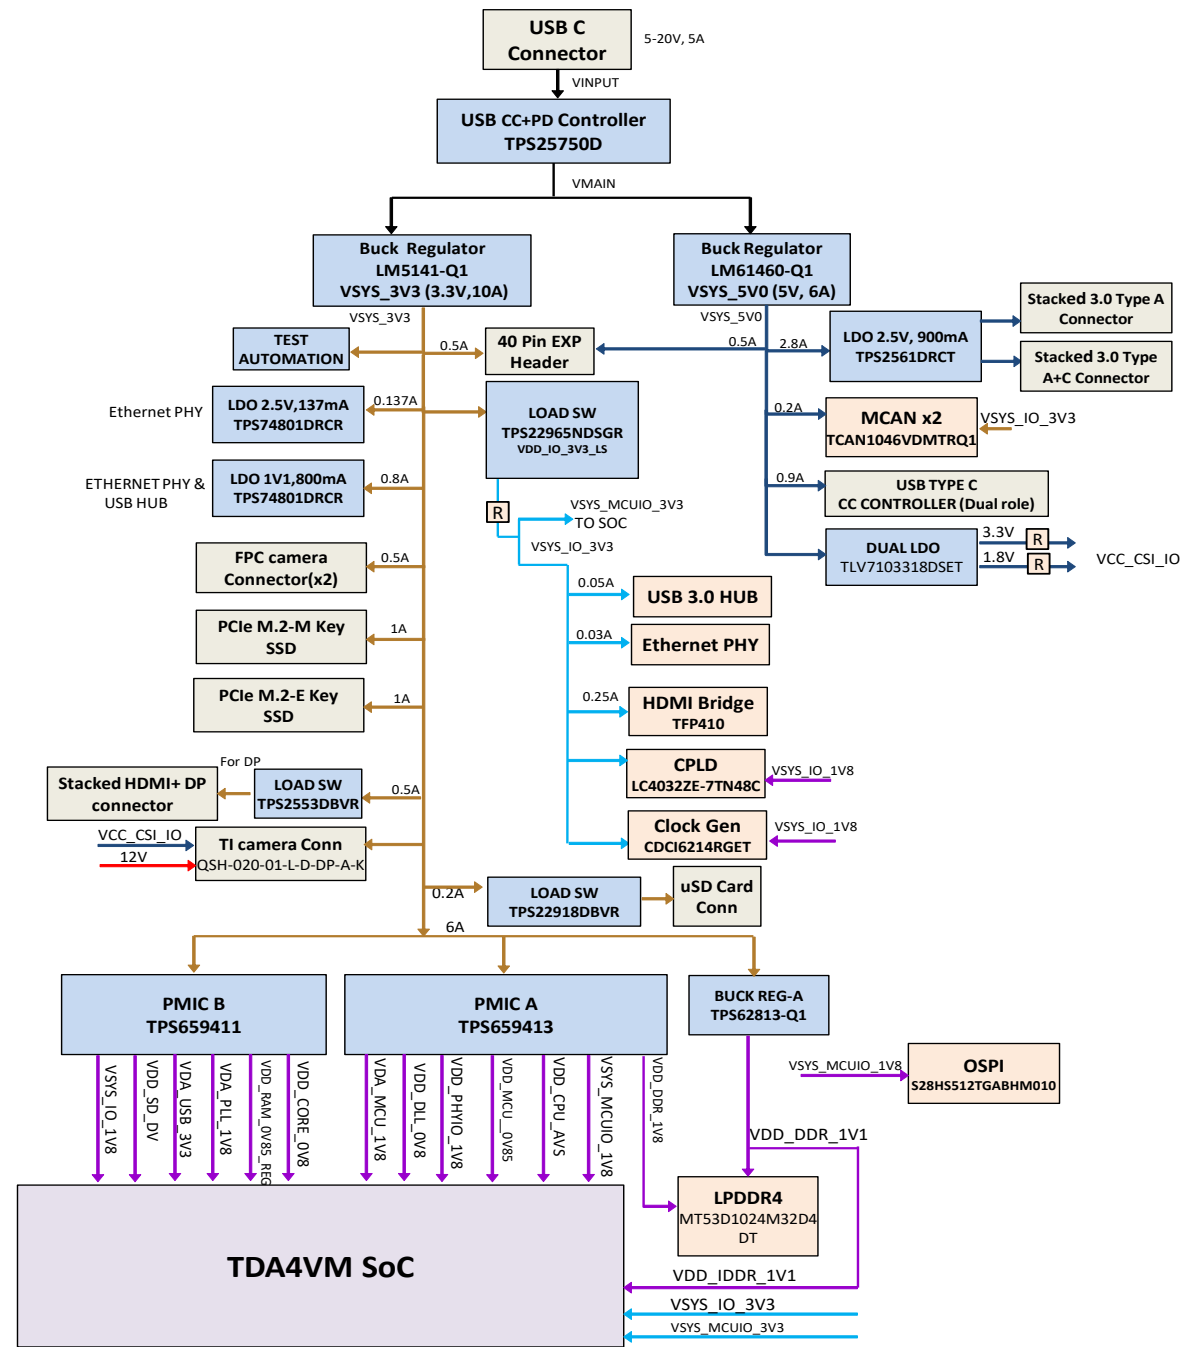 USB C
Connector
5-20V, 5A
VINPUT
USB CC+PD Controller
TPS25750D
VMAIN
Buck Regulator
LM5141-Q1
VSYS_3V3 (3.3V,10A)
Buck Regulator
LM61460-Q1
VSYS_5V0 (5V, 6A)
VSYS_3V3
VSYS_5V0
TEST
AUTOMATION
0.5A
40 Pin EXP
Header
0.5A
2.8A
LDO 2.5V, 900mA
TPS2561DRCT
Stacked 3.0 Type A
Connector
Stacked 3.0 Type
A+C Connector
Ethernet PHY
LDO 2.5V,137mA
TPS74801DRCR
0.137A
LOAD SW
TPS22965NDSGR
VDD_IO_3V3_LS
0.2A
MCAN x2
TCAN1046VDMTRQ1
VSYS_IO_3V3
ETHERNET PHY &
USB HUB
LDO 1V1,800mA
TPS74801DRCR
0.8A
0.9A
USB TYPE C
CC CONTROLLER (Dual role)
R
VSYS_MCUIO_3V3
TO SOC
VSYS_IO_3V3
DUAL LDO
TLV7103318DSET
3.3V
R
1.8V
R
VCC_CSI_IO
FPC camera
Connector(x2)
0.5A
0.05A
USB 3.0 HUB
PCIe M.2-M Key
SSD
1A
0.03A
Ethernet PHY
PCIe M.2-E Key
SSD
1A
0.25A
HDMI Bridge
TFP410
Stacked HDMI+ DP
connector
For DP
LOAD SW
TPS2553DBVR
0.5A
CPLD
LC4032ZE-7TN48C
VSYS_IO_1V8
VCC_CSI_IO
12V
TI camera Conn
QSH-020-01-L-D-DP-A-K
Clock Gen
CDCI6214RGET
VSYS_IO_1V8
0.2A
LOAD SW
TPS22918DBVR
uSD Card
Conn
6A
PMIC B
TPS659411
PMIC A
TPS659413
BUCK REG-A
TPS62813-Q1
VSYS_IO_1V8
VDD_SD_DV
VDA_USB_3V3
VDA_PLL_1V8
VDD_RAM_0V85_REG
VDD_CORE_0V8
VDA_MCU_1V8
VDD_DLL_0V8
VDD_PHYIO_1V8
VDD_MCU__0V85
VDD_CPU_AVS
VSYS_MCUIO_1V8
VDD_DDR_1V8
VSYS_MCUIO_1V8
OSPI
S28HS512TGABHM010
VDD_DDR_1V1
LPDDR4
MT53D1024M32D4
DT
TDA4VM SoC
VDD_IDDR_1V1
VSYS_IO_3V3
VSYS_MCUIO_3V3